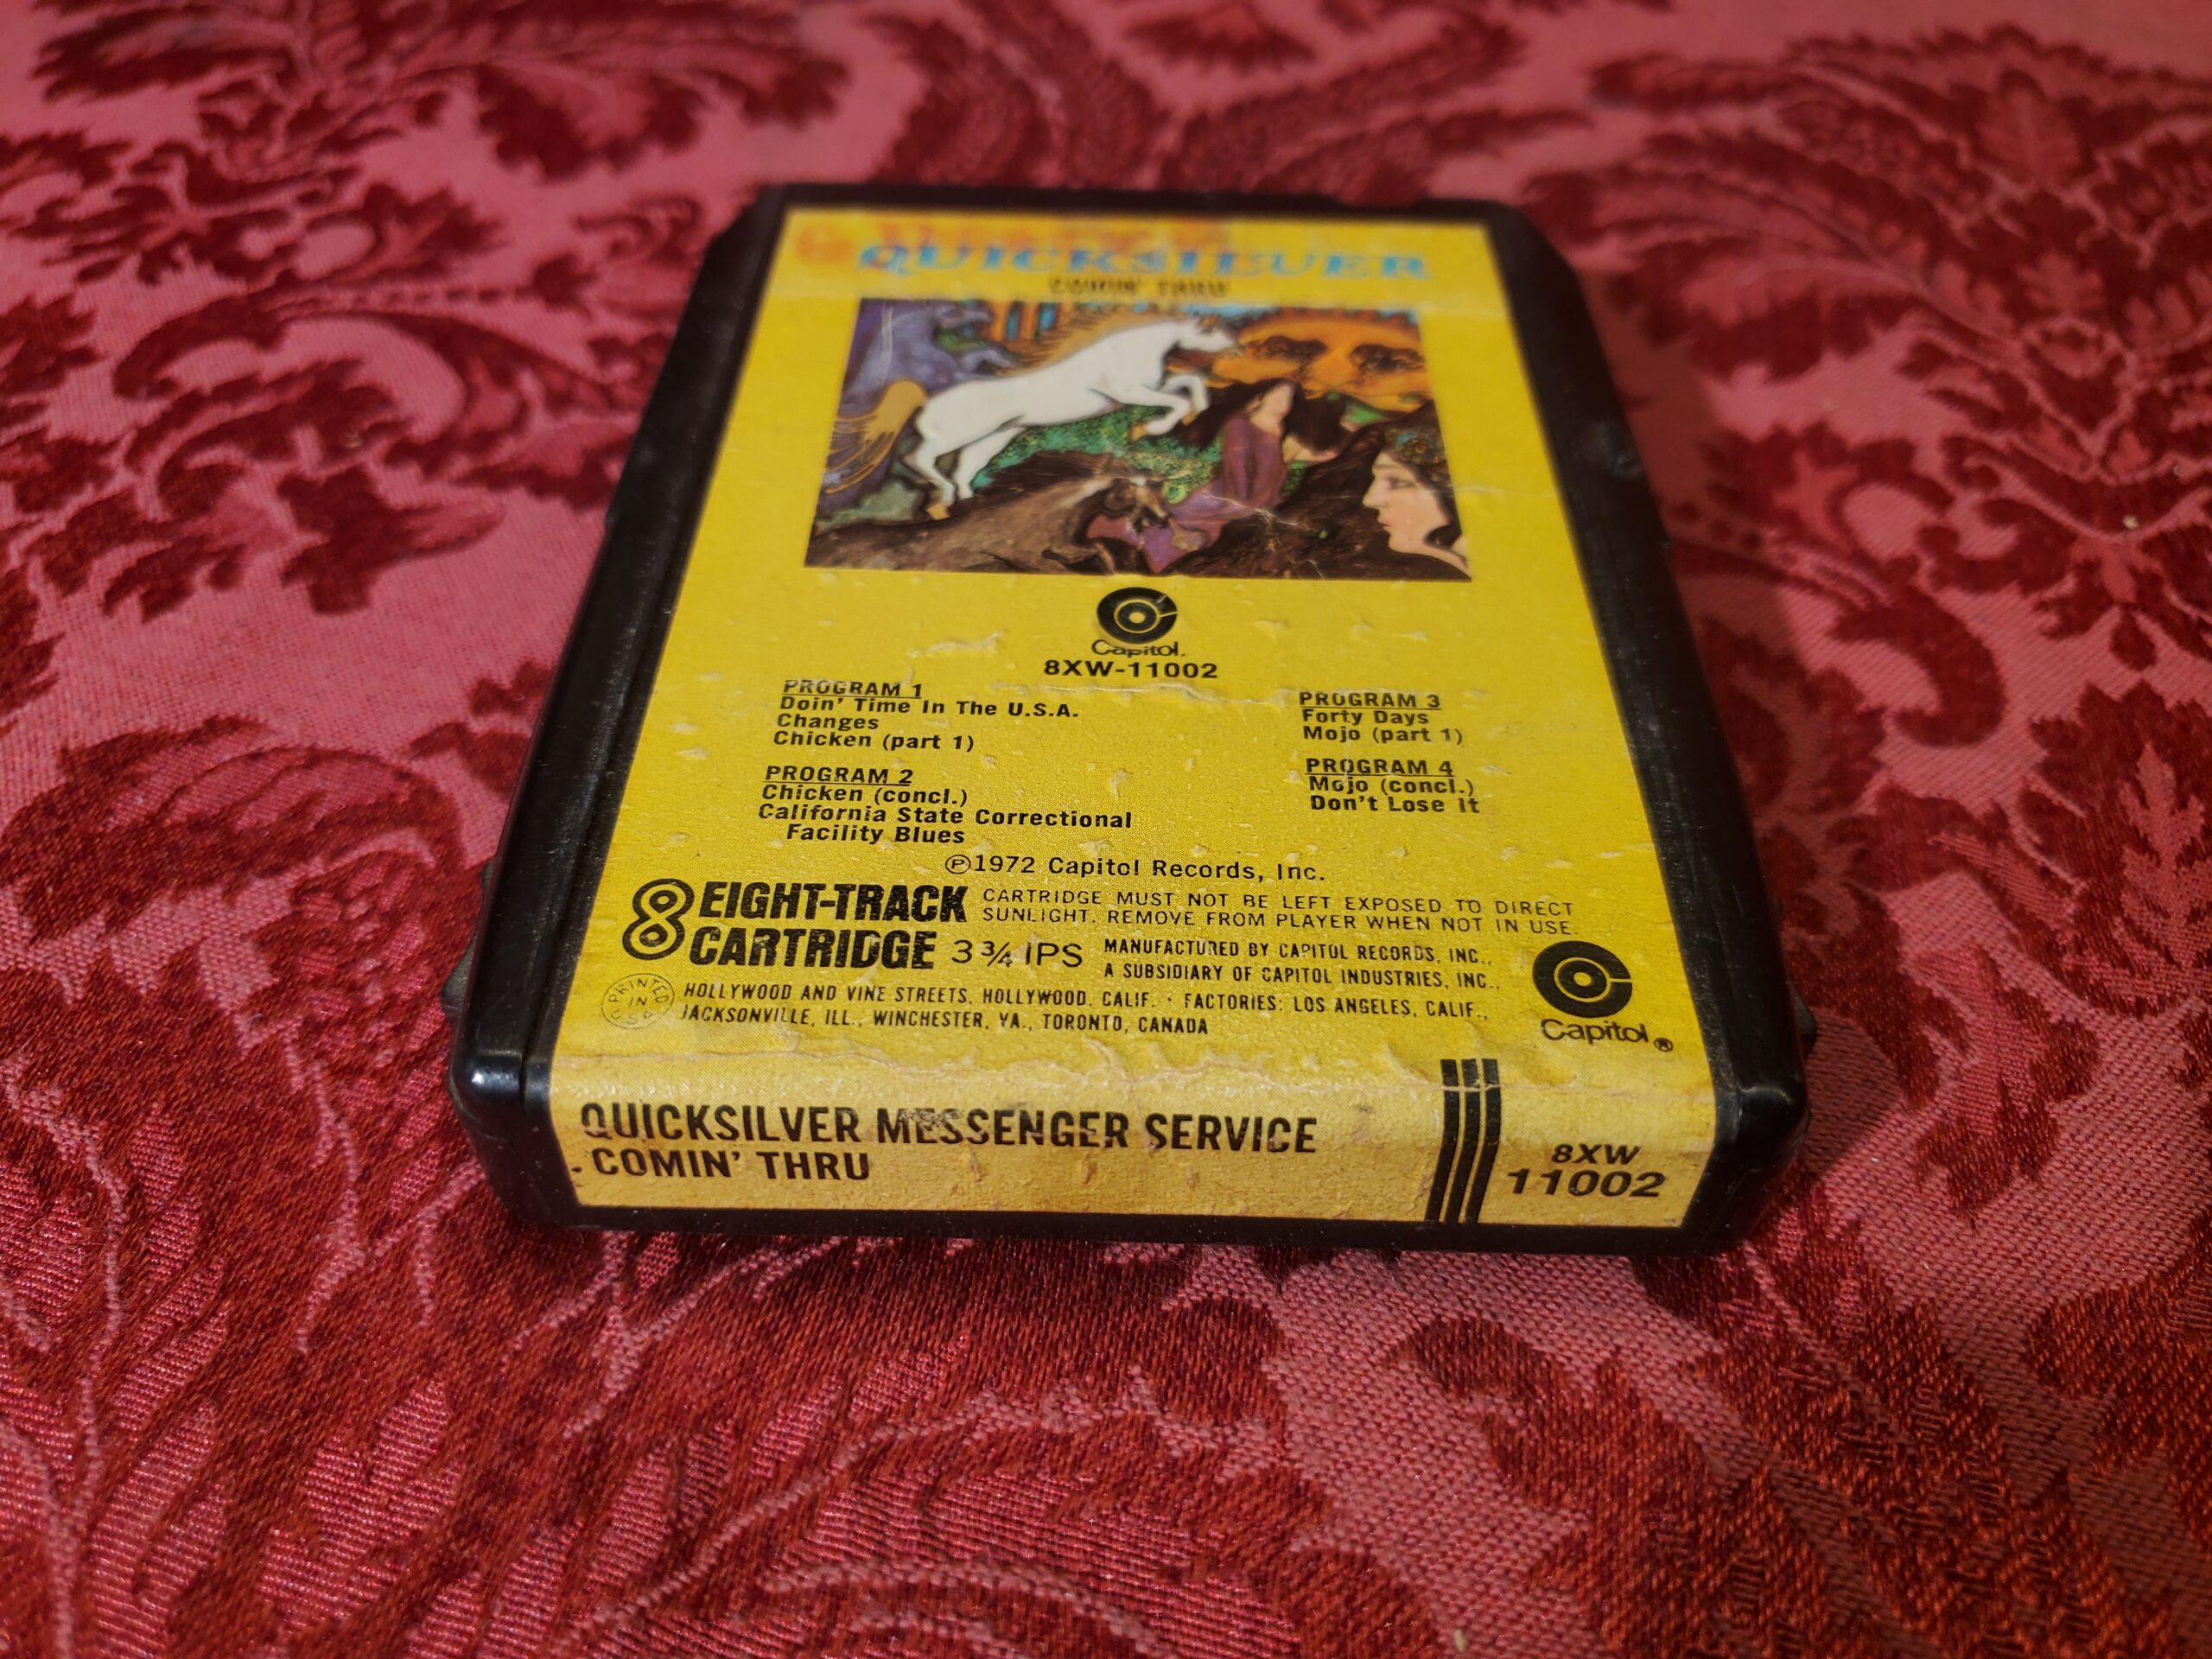 QUICKSILVER
COMIN' THRU
Capitol.
8XW-11002
PROGRAM 1
Doin' Time In The U.S.A.
Changes
Chicken (part 1)
PROGRAM 2
Chicken (concl.)
California State Correctional
Facility Blues
PROGRAM 3
Forty Days
Mojo (part 1)
PROGRAM 4
Mojo (concl.)
Don't Lose It
℗1972 Capitol Records, Inc.
8 EIGHT-TRACK
CARTRIDGE 3¾ IPS
CARTRIDGE MUST NOT BE LEFT EXPOSED TO DIRECT
SUNLIGHT. REMOVE FROM PLAYER WHEN NOT IN USE.
MANUFACTURED BY CAPITOL RECORDS, INC.,
A SUBSIDIARY OF CAPITOL INDUSTRIES, INC.,
PRINTED IN USA
HOLLYWOOD AND VINE STREETS, HOLLYWOOD, CALIF. · FACTORIES: LOS ANGELES, CALIF.,
JACKSONVILLE, ILL., WINCHESTER, VA., TORONTO, CANADA
Capitol®
QUICKSILVER MESSENGER SERVICE
COMIN' THRU
8XW
11002